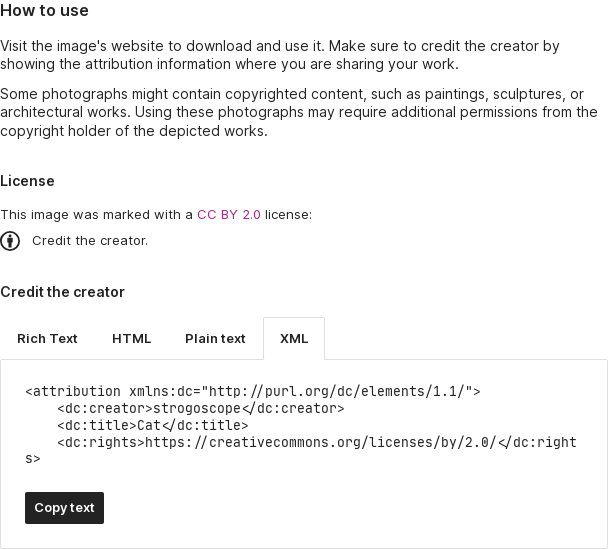 How to use
Visit the image's website to download and use it. Make sure to credit the creator by
showing the attribution information where you are sharing your work.
Some photographs might contain copyrighted content, such as paintings, sculptures, or
architectural works. Using these photographs may require additional permissions from the
copyright holder of the depicted works.
License
This image was marked with a CC BY 2.0 license:
Credit the creator.
Credit the creator
Rich Text HTML Plain text XML
<attribution xmlns:dc="http://purl.org/dc/elements/1.1/">
    <dc:creator>strogoscope</dc:creator>
    <dc:title>Cat</dc:title>
    <dc:rights>https://creativecommons.org/licenses/by/2.0/</dc:right
s>
Copy text